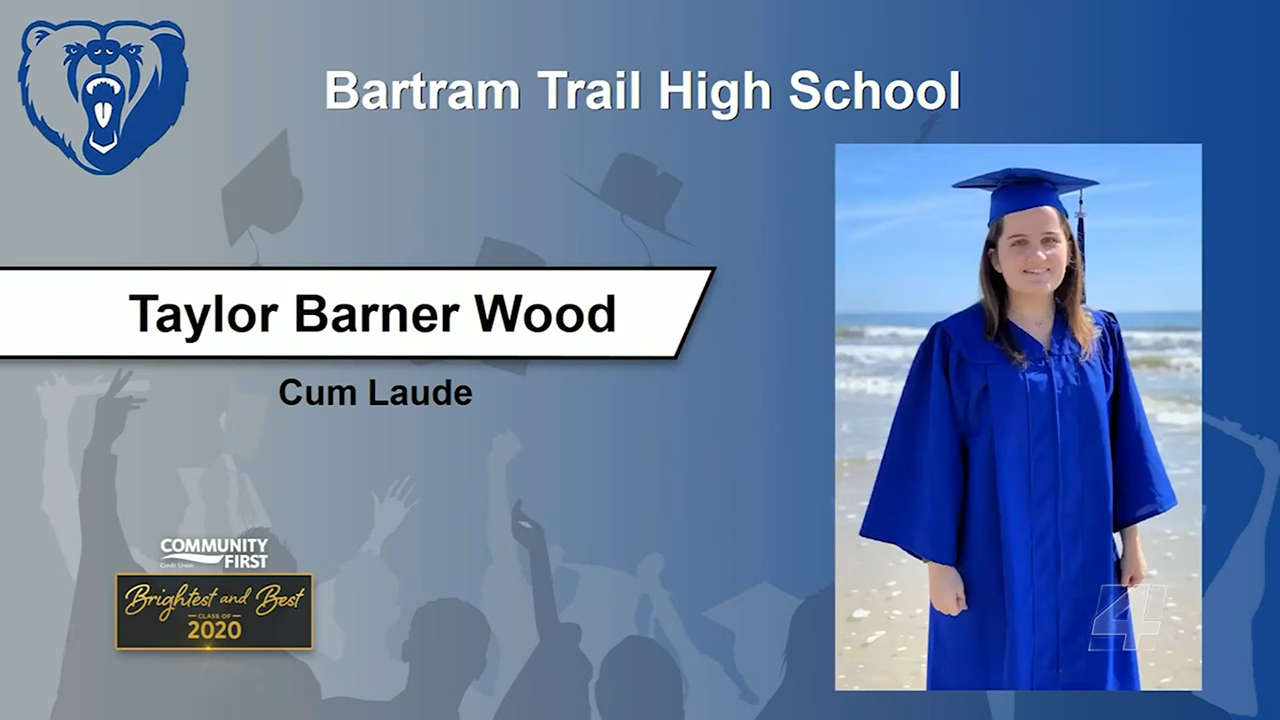 Bartram Trail High School
Taylor Barner Wood
Cum Laude
COMMUNITY
FIRST
Credit Union
Brightest and Best
CLASS OF
2020
4